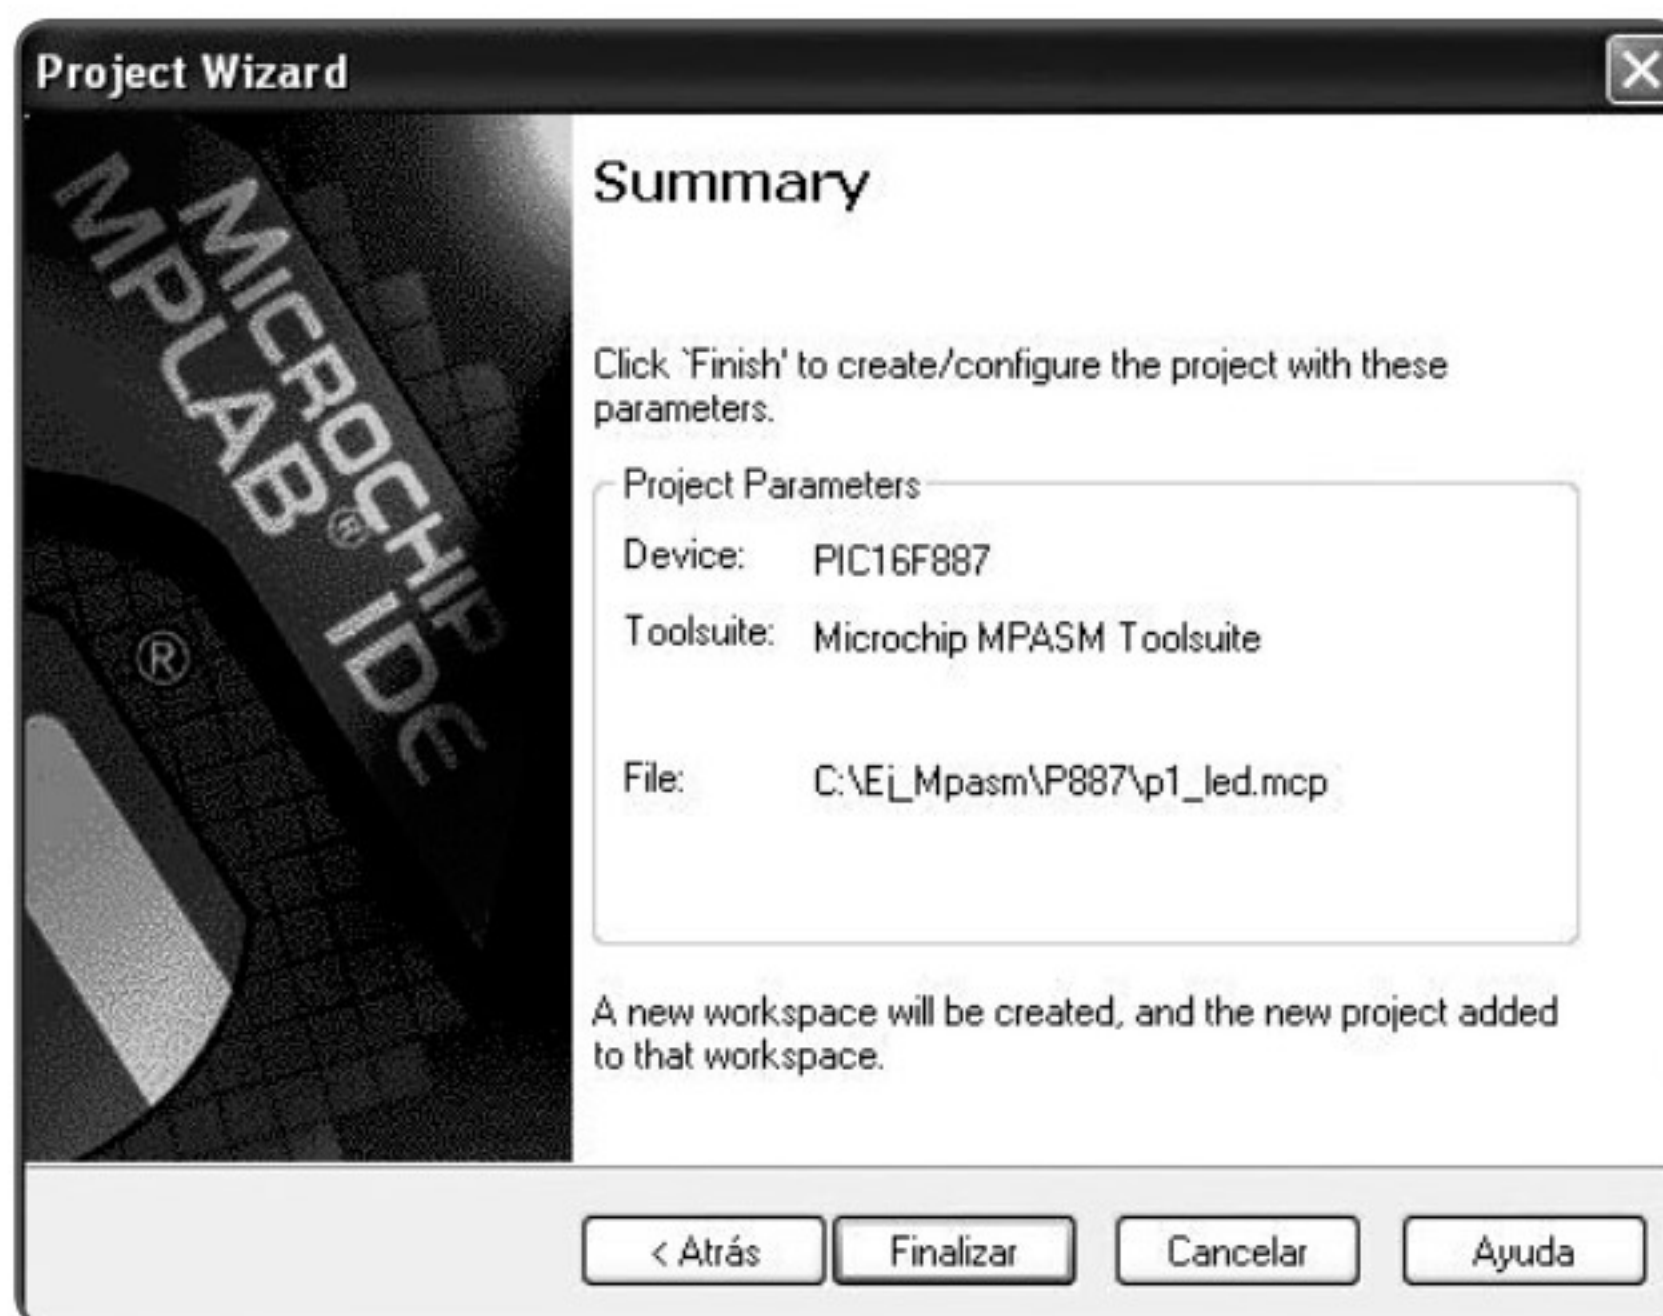 Project Wizard
MICROCHIP
MPLAB® IDE
®
Summary
Click `Finish' to create/configure the project with these
parameters.
Project Parameters
Device: PIC16F887
Toolsuite: Microchip MPASM Toolsuite
File: C:\Ej_Mpasm\P887\p1_led.mcp
A new workspace will be created, and the new project added
to that workspace.
< Atrás Finalizar Cancelar Ayuda